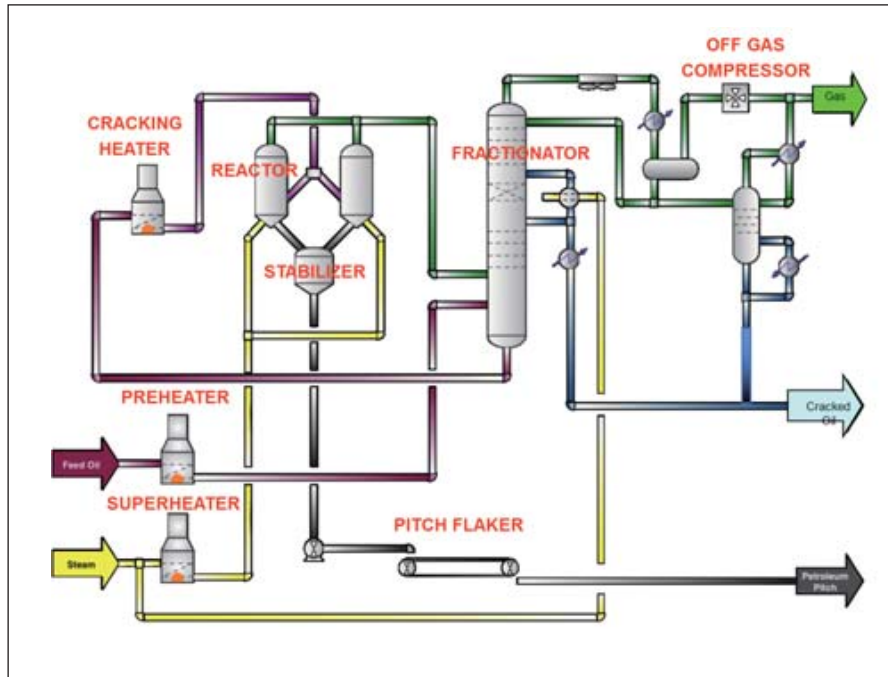 OFF GAS
COMPRESSOR
Gas
CRACKING
HEATER
REACTOR
FRACTIONATOR
STABILIZER
PREHEATER
Cracked
Oil
Feed Oil
SUPERHEATER
PITCH FLAKER
Steam
Petroleum
Pitch